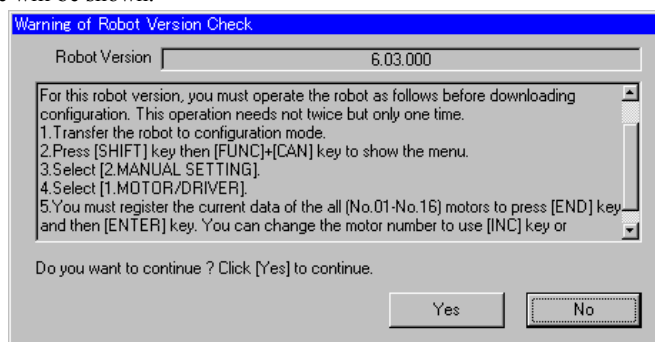 will be shown.
Warning of Robot Version Check
Robot Version 6.03.000
For this robot version, you must operate the robot as follows before downloading
configuration. This operation needs not twice but only one time.
1.Transfer the robot to configuration mode.
2.Press [SHIFT] key then [FUNC]+[CAN] key to show the menu.
3.Select [2.MANUAL SETTING].
4.Select [1.MOTOR/DRIVER].
5.You must register the current data of the all (No.01-No.16) motors to press [END] key
and then [ENTER] key. You can change the motor number to use [INC] key or
Do you want to continue ? Click [Yes] to continue.
Yes No